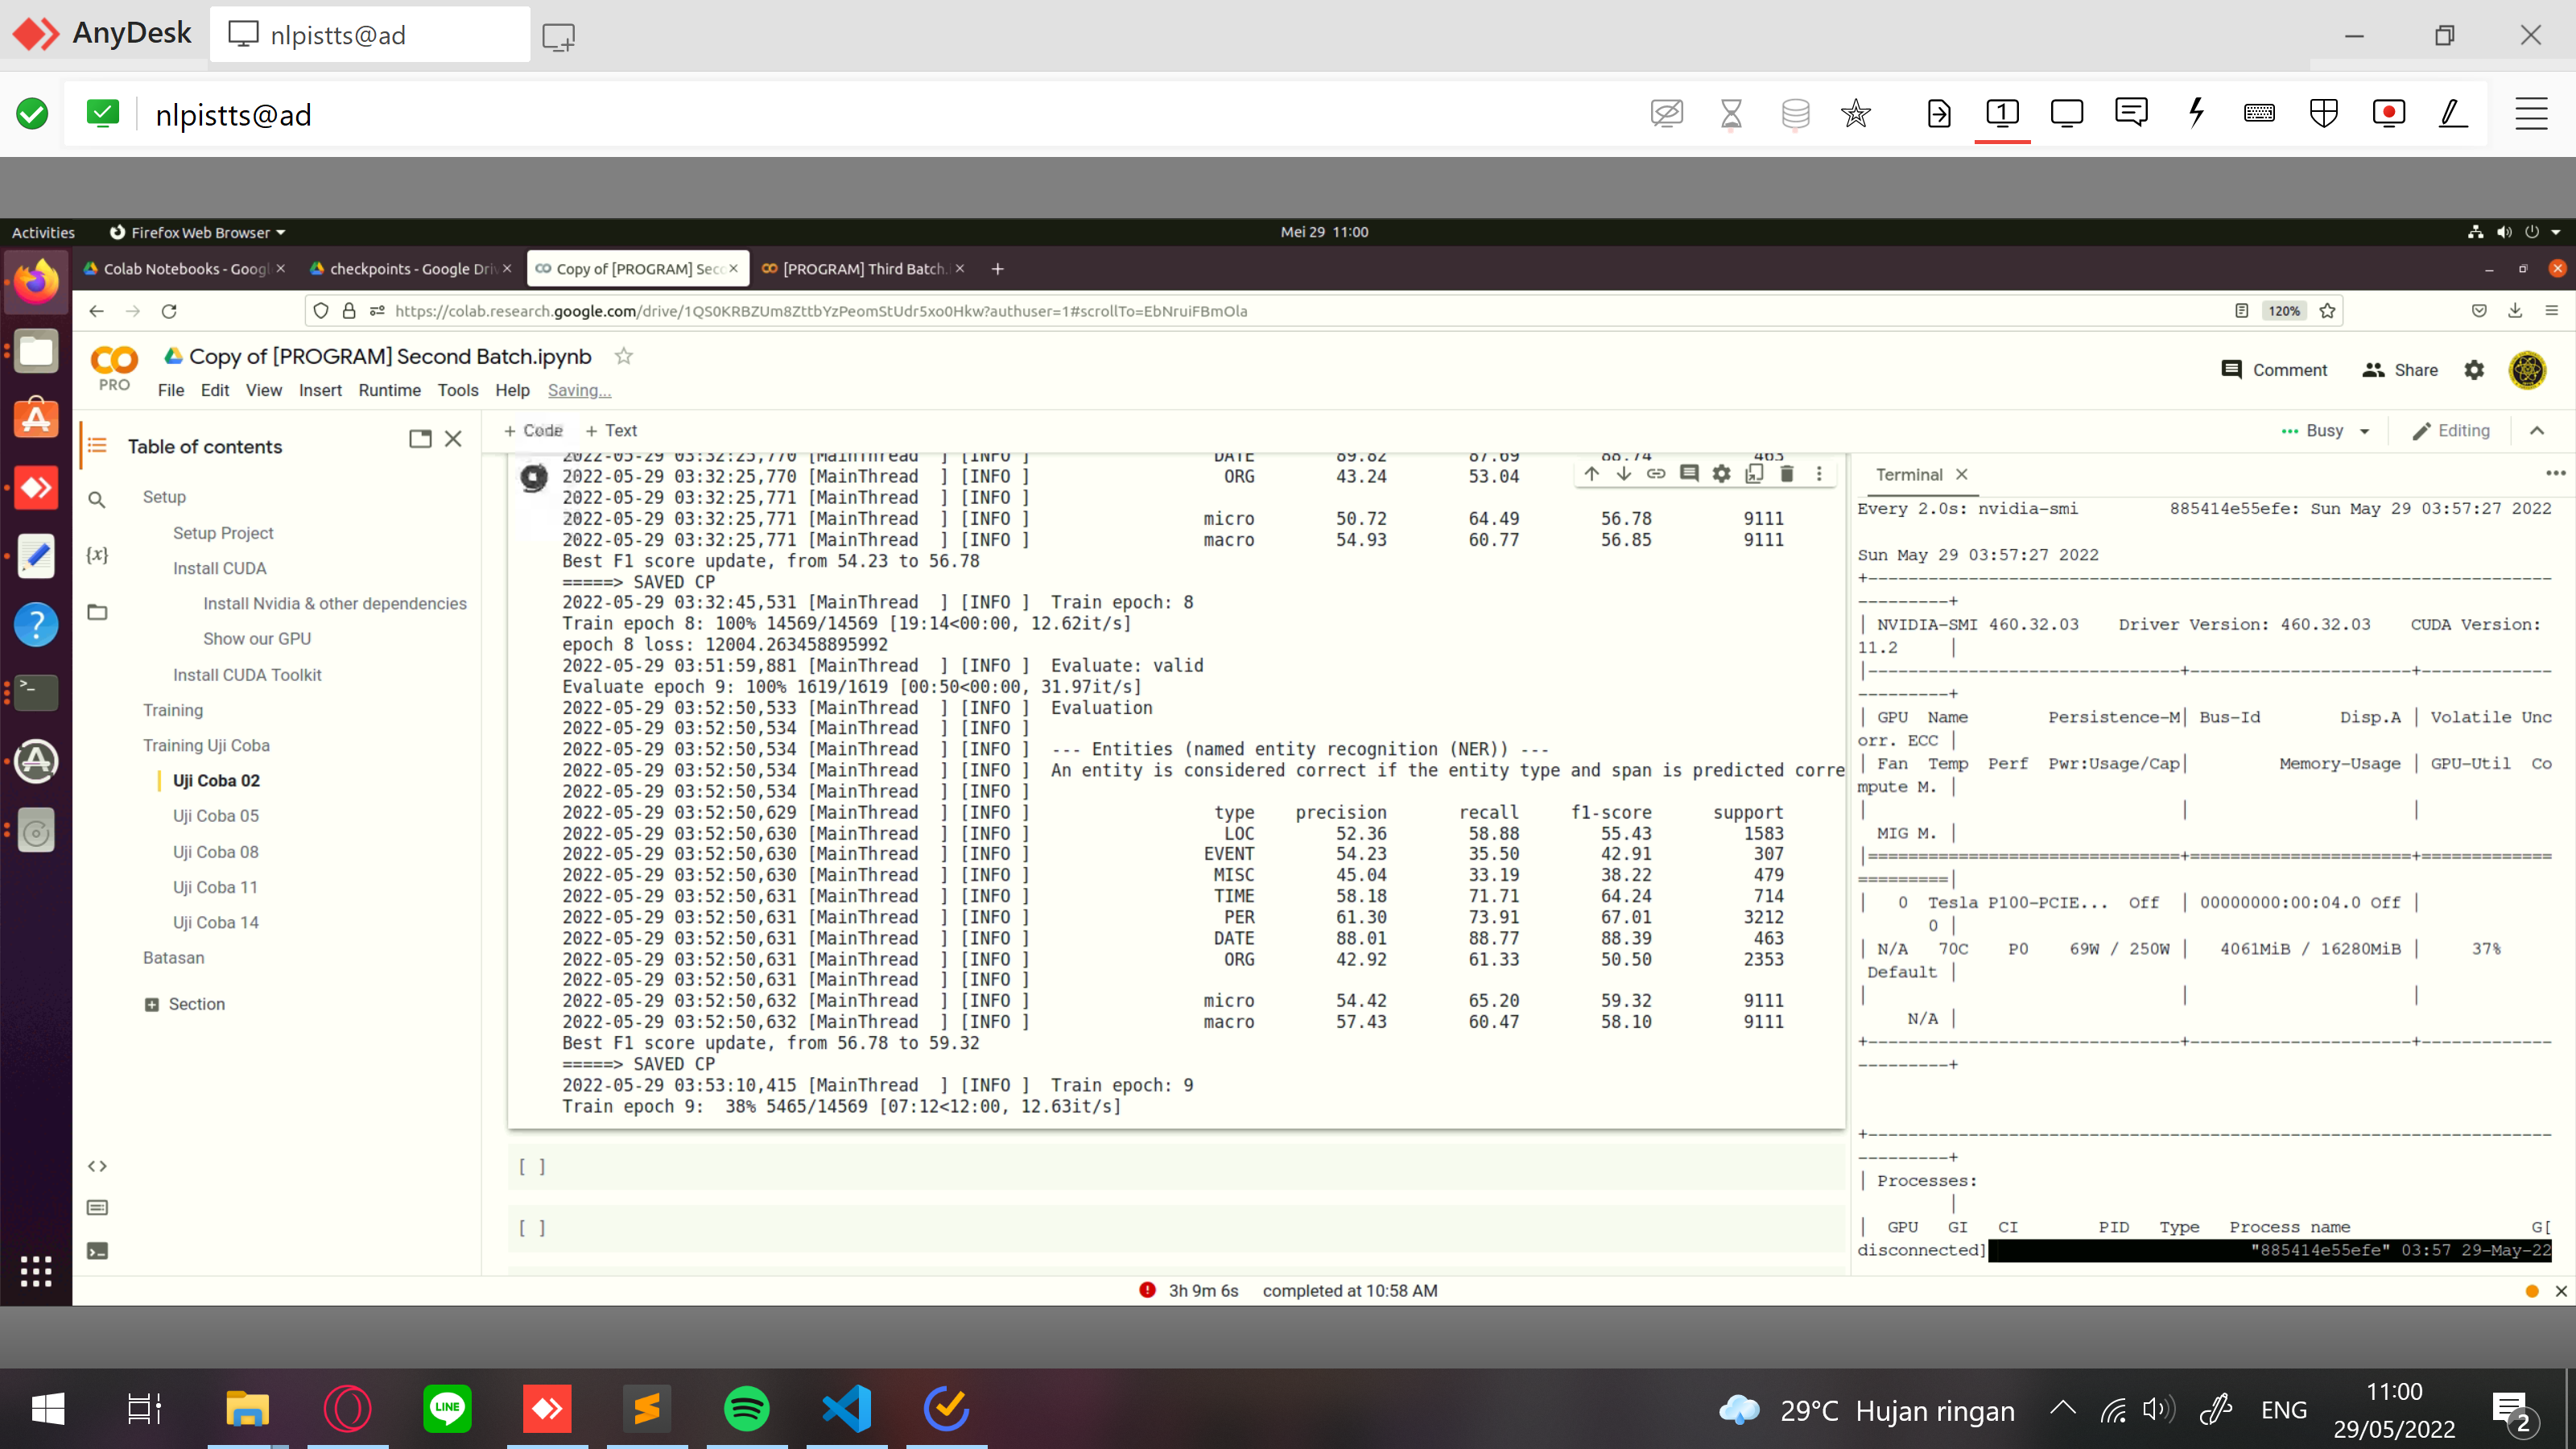 AnyDesk
nlpistts@ad
nlpistts@ad
1
Activities
Firefox Web Browser
Mei 29 11:00
Colab Notebooks - Googl
checkpoints - Google Driv
Copy of [PROGRAM] Seco
[PROGRAM] Third Batch.
https://colab.research.google.com/drive/1QS0KRBZUm8ZttbYzPeomStUdr5xo0Hkw?authuser=1#scrollTo=EbNruiFBmOla
120%
PRO
Copy of [PROGRAM] Second Batch.ipynb
File Edit View Insert Runtime Tools Help Saving...
Comment
Share
Table of contents
Setup
Setup Project
Install CUDA
Install Nvidia & other dependencies
Show our GPU
Install CUDA Toolkit
Training
Training Uji Coba
Uji Coba 02
Uji Coba 05
Uji Coba 08
Uji Coba 11
Uji Coba 14
Batasan
Section
+ Code + Text
Busy
Editing
2022-05-29 03:32:25,770 [MainThread ] [INFO ] DATE 89.82 87.69 88.74 463
2022-05-29 03:32:25,770 [MainThread ] [INFO ] ORG 43.24 53.04
2022-05-29 03:32:25,771 [MainThread ] [INFO ]
2022-05-29 03:32:25,771 [MainThread ] [INFO ] micro 50.72 64.49 56.78 9111
2022-05-29 03:32:25,771 [MainThread ] [INFO ] macro 54.93 60.77 56.85 9111
Best F1 score update, from 54.23 to 56.78
=====> SAVED CP
2022-05-29 03:32:45,531 [MainThread ] [INFO ] Train epoch: 8
Train epoch 8: 100% 14569/14569 [19:14<00:00, 12.62it/s]
epoch 8 loss: 12004.263458895992
2022-05-29 03:51:59,881 [MainThread ] [INFO ] Evaluate: valid
Evaluate epoch 9: 100% 1619/1619 [00:50<00:00, 31.97it/s]
2022-05-29 03:52:50,533 [MainThread ] [INFO ] Evaluation
2022-05-29 03:52:50,534 [MainThread ] [INFO ]
2022-05-29 03:52:50,534 [MainThread ] [INFO ] --- Entities (named entity recognition (NER)) ---
2022-05-29 03:52:50,534 [MainThread ] [INFO ] An entity is considered correct if the entity type and span is predicted corre
2022-05-29 03:52:50,534 [MainThread ] [INFO ]
2022-05-29 03:52:50,629 [MainThread ] [INFO ] type precision recall f1-score support
2022-05-29 03:52:50,630 [MainThread ] [INFO ] LOC 52.36 58.88 55.43 1583
2022-05-29 03:52:50,630 [MainThread ] [INFO ] EVENT 54.23 35.50 42.91 307
2022-05-29 03:52:50,630 [MainThread ] [INFO ] MISC 45.04 33.19 38.22 479
2022-05-29 03:52:50,631 [MainThread ] [INFO ] TIME 58.18 71.71 64.24 714
2022-05-29 03:52:50,631 [MainThread ] [INFO ] PER 61.30 73.91 67.01 3212
2022-05-29 03:52:50,631 [MainThread ] [INFO ] DATE 88.01 88.77 88.39 463
2022-05-29 03:52:50,631 [MainThread ] [INFO ] ORG 42.92 61.33 50.50 2353
2022-05-29 03:52:50,631 [MainThread ] [INFO ]
2022-05-29 03:52:50,632 [MainThread ] [INFO ] micro 54.42 65.20 59.32 9111
2022-05-29 03:52:50,632 [MainThread ] [INFO ] macro 57.43 60.47 58.10 9111
Best F1 score update, from 56.78 to 59.32
=====> SAVED CP
2022-05-29 03:53:10,415 [MainThread ] [INFO ] Train epoch: 9
Train epoch 9: 38% 5465/14569 [07:12<12:00, 12.63it/s]
[ ]
[ ]
Terminal
Every 2.0s: nvidia-smi 885414e55efe: Sun May 29 03:57:27 2022
Sun May 29 03:57:27 2022
+--------------------------------------------------------------------
---------+
| NVIDIA-SMI 460.32.03 Driver Version: 460.32.03 CUDA Version:
11.2 |
|-------------------------------+----------------------+-------------
---------+
| GPU Name Persistence-M| Bus-Id Disp.A | Volatile Unc
orr. ECC |
| Fan Temp Perf Pwr:Usage/Cap| Memory-Usage | GPU-Util Co
mpute M. |
| | |
MIG M. |
|===============================+======================+=============
=========|
| 0 Tesla P100-PCIE... Off | 00000000:00:04.0 Off |
0 |
| N/A 70C P0 69W / 250W | 4061MiB / 16280MiB | 37%
Default |
| | |
N/A |
+-------------------------------+----------------------+-------------
---------+
+--------------------------------------------------------------------
---------+
| Processes:
|
| GPU GI CI PID Type Process name G[
disconnected] "885414e55efe" 03:57 29-May-22
3h 9m 6s completed at 10:58 AM
LINE
29°C Hujan ringan
ENG
11:00
29/05/2022
2